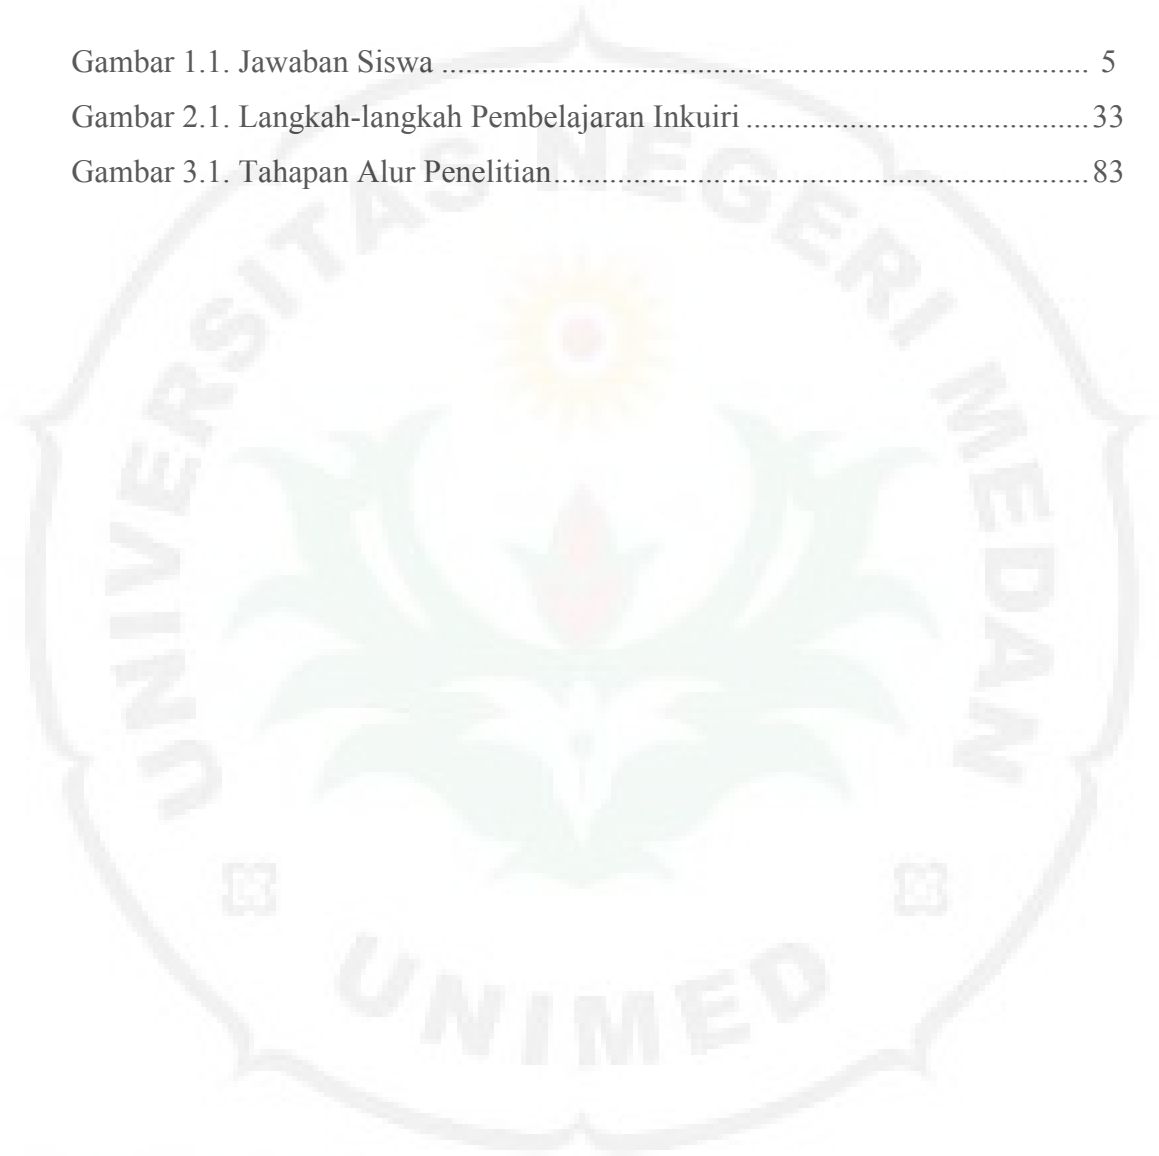 Gambar 1.1. Jawaban Siswa ................................................................................. 5
Gambar 2.1. Langkah-langkah Pembelajaran Inkuiri ...........................................33
Gambar 3.1. Tahapan Alur Penelitian...................................................................83
UNIVERSITAS NEGERI MEDAN
UNIMED